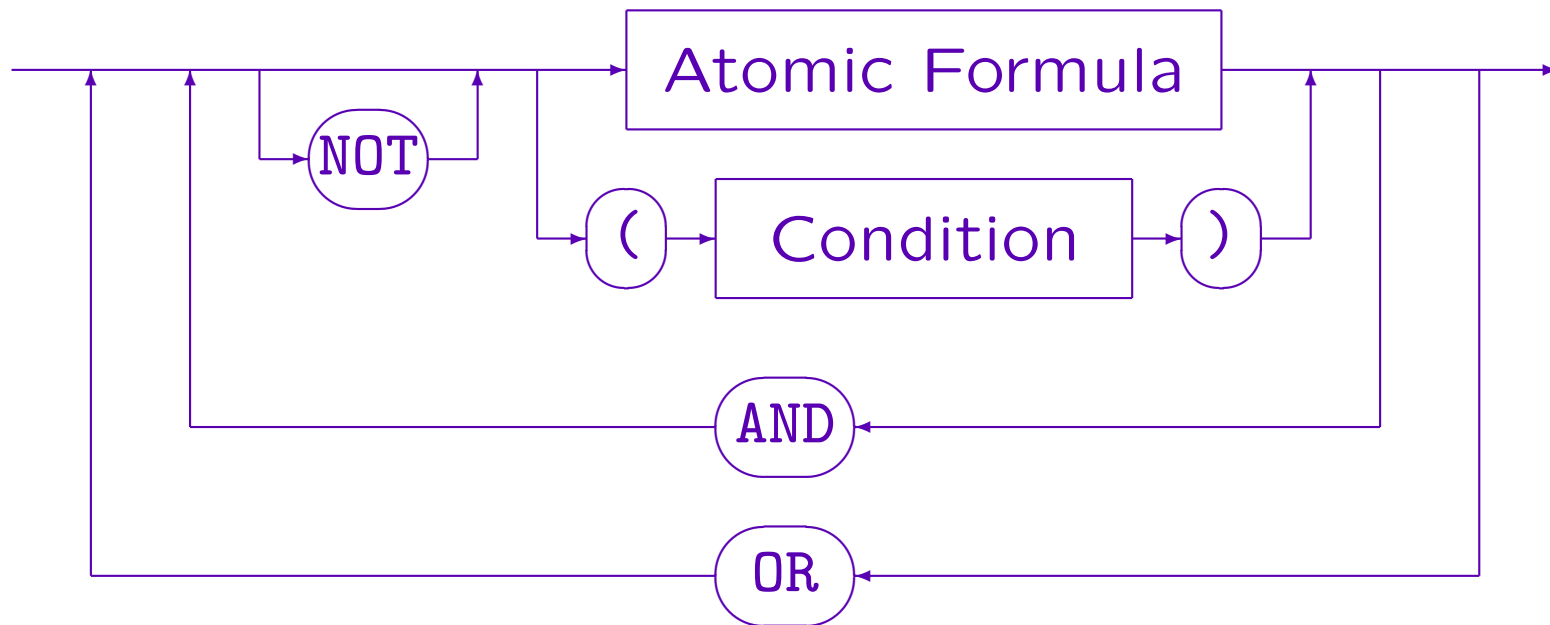 Atomic Formula
NOT
( Condition )
AND
OR